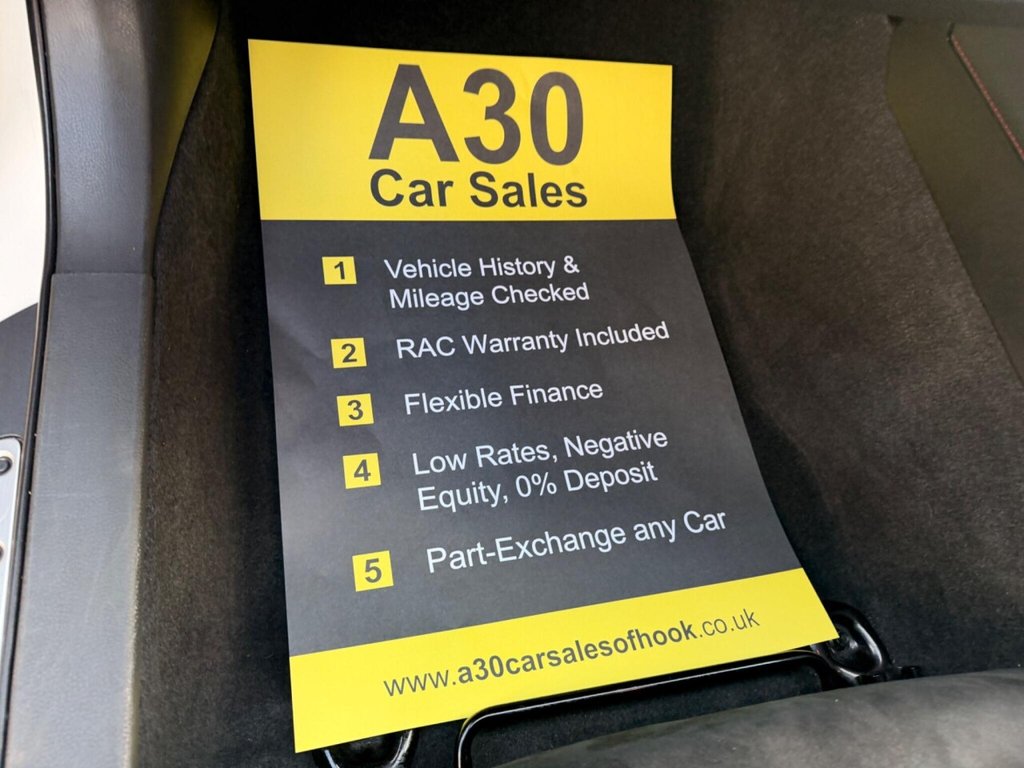 A30
Car Sales
1 Vehicle History &
Mileage Checked
2 RAC Warranty Included
3 Flexible Finance
4 Low Rates, Negative
Equity, 0% Deposit
5 Part-Exchange any Car
www.a30carsalesofhook.co.uk